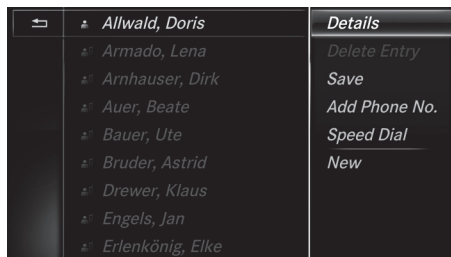 Allwald, Doris
Armado, Lena
Arnhauser, Dirk
Auer, Beate
Bauer, Ute
Bruder, Astrid
Drewer, Klaus
Engels, Jan
Erlenkönig, Elke
Details
Delete Entry
Save
Add Phone No.
Speed Dial
New